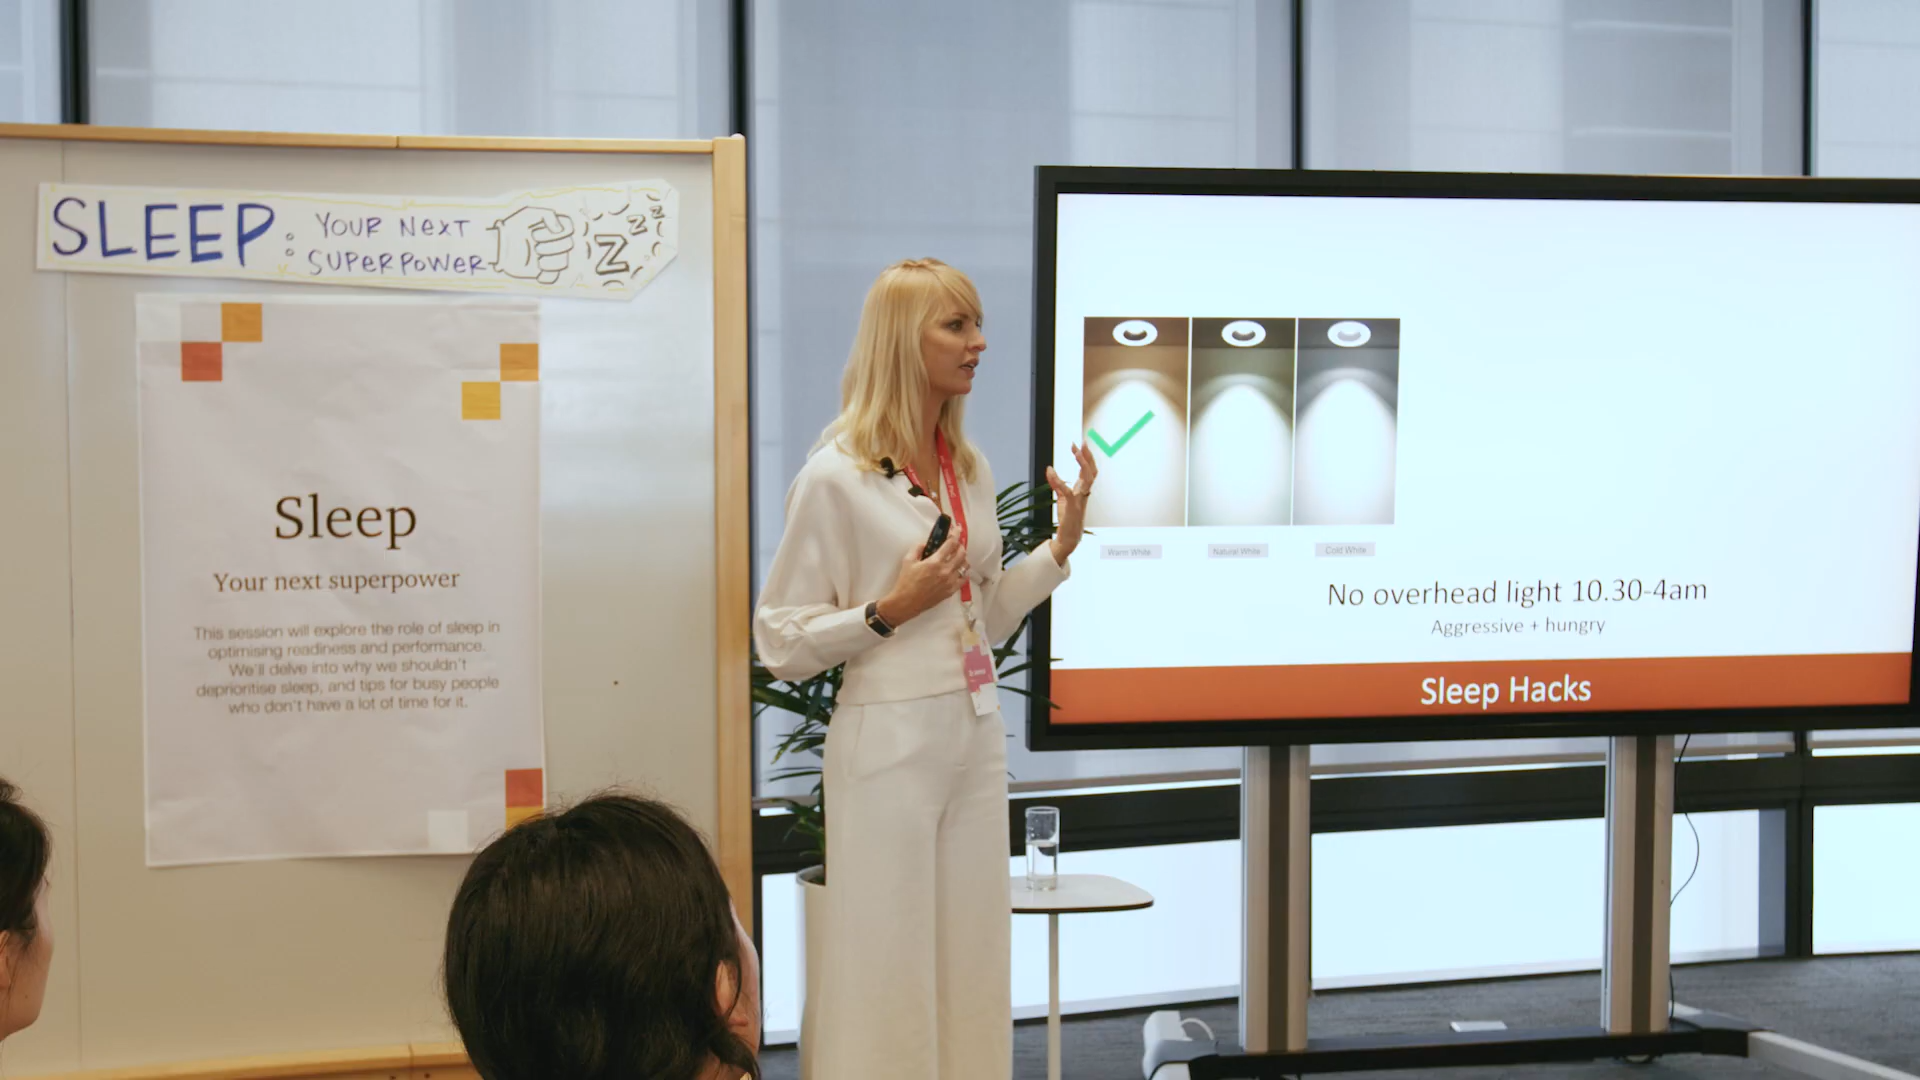 SLEEP: YOUR NEXT
SUPERPOWER
Z z z
Sleep
Your next superpower
This session will explore the role of sleep in
optimising readiness and performance.
We'll delve into why we shouldn't
deprioritise sleep, and tips for busy people
who don't have a lot of time for it.
Warm White
Natural White
Cold White
No overhead light 10.30-4am
Aggressive + hungry
Sleep Hacks